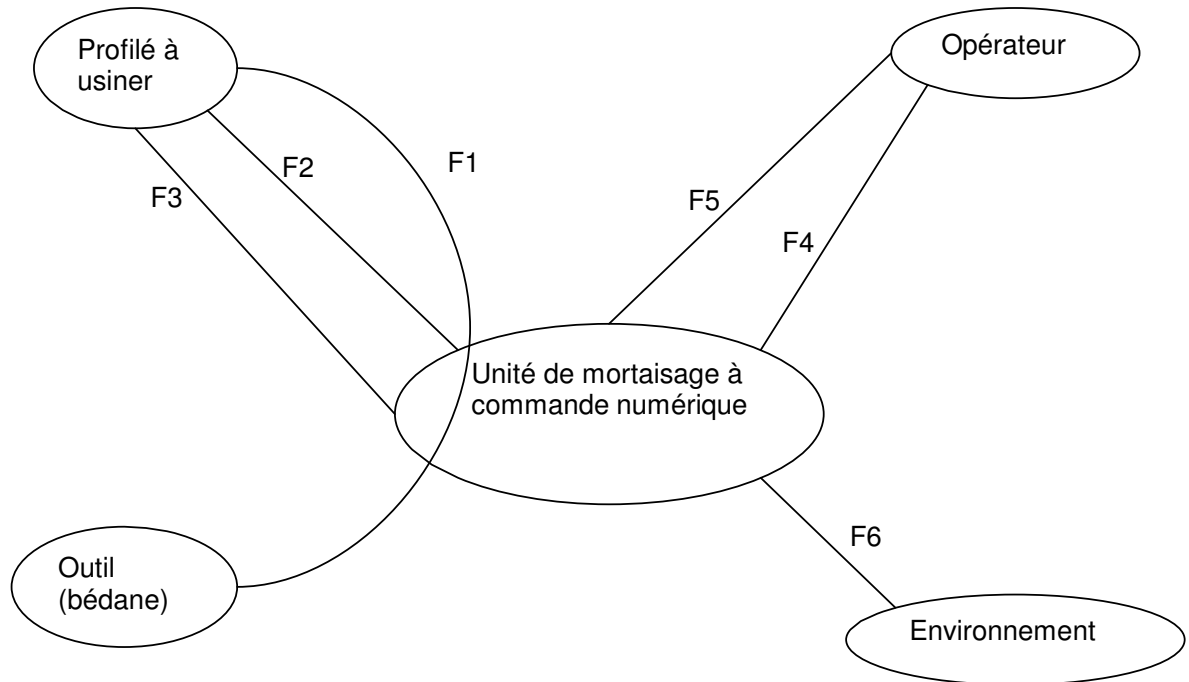 Profilé à
usiner
Opérateur
F1
F2
F3
F5
F4
Unité de mortaisage à
commande numérique
F6
Outil
(bédane)
Environnement